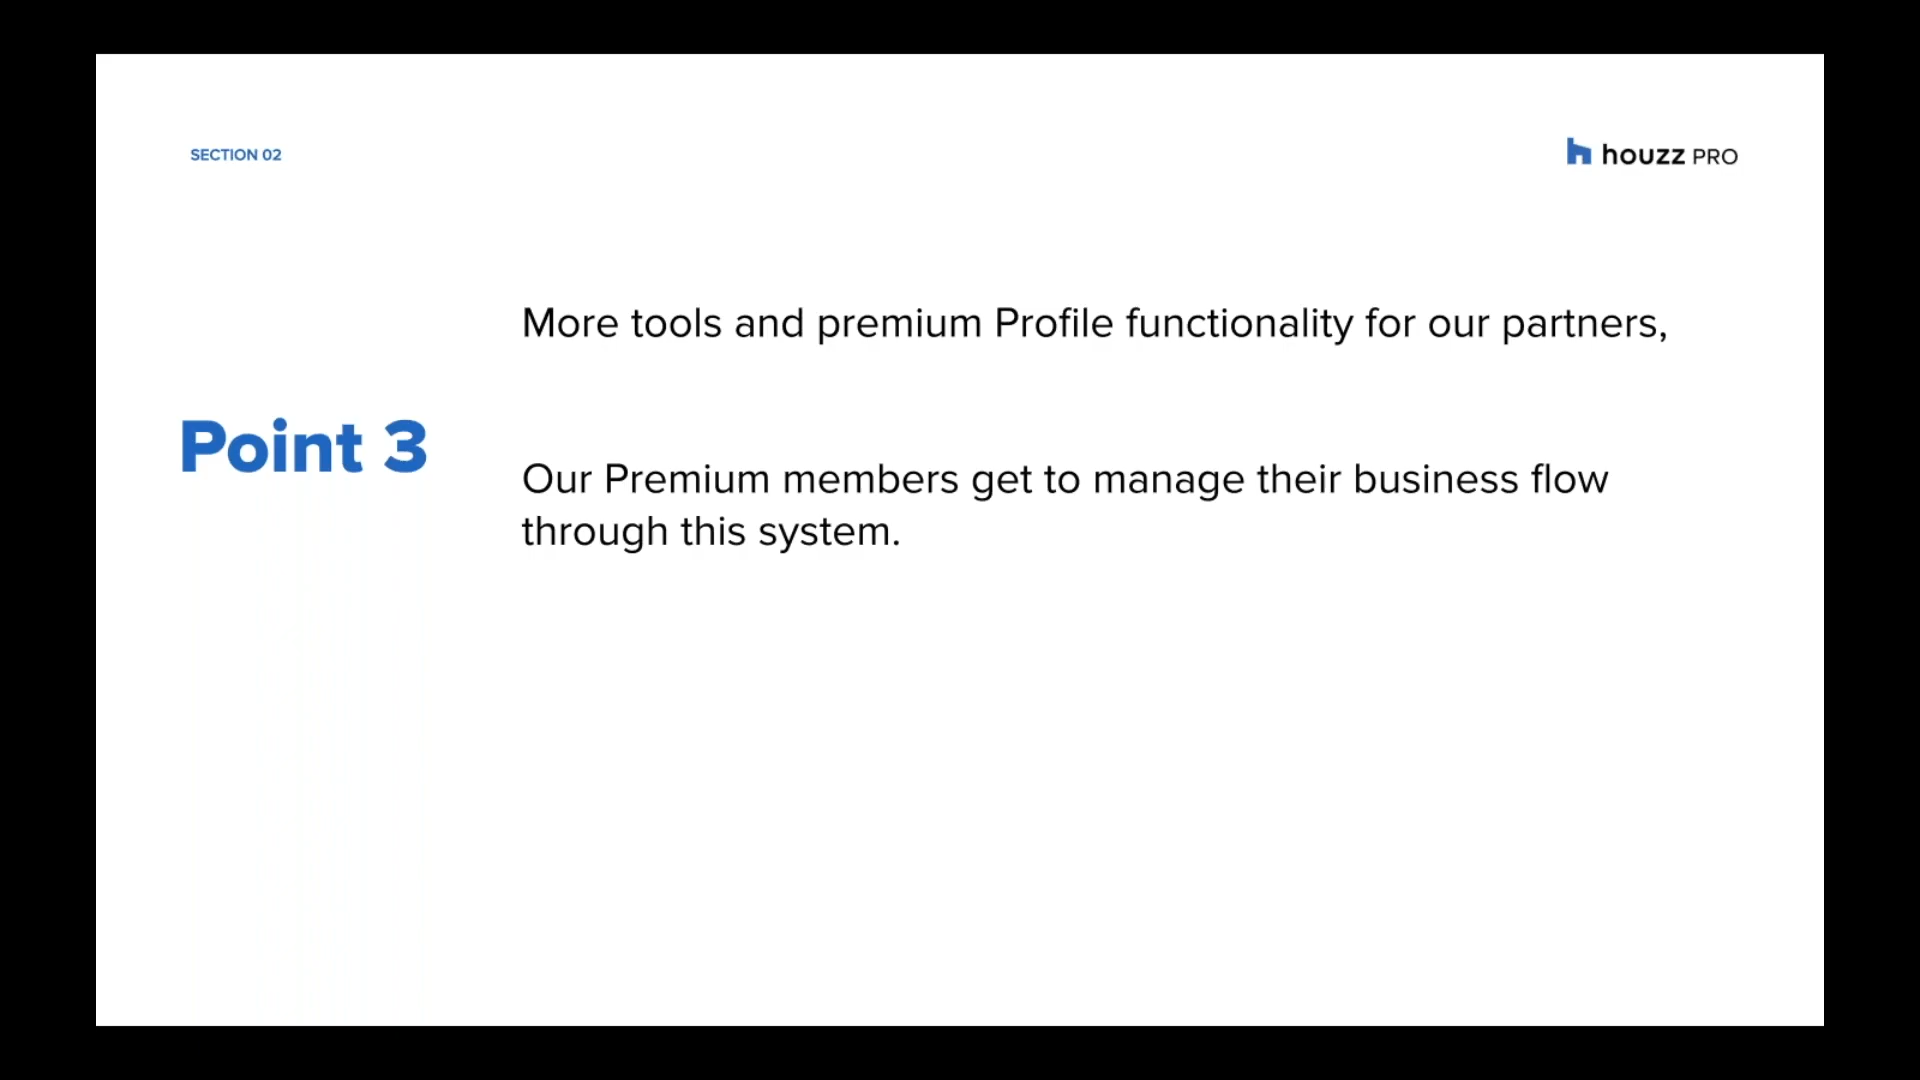 SECTION 02
houzz PRO
Point 3
More tools and premium Profile functionality for our partners,
Our Premium members get to manage their business flow
through this system.